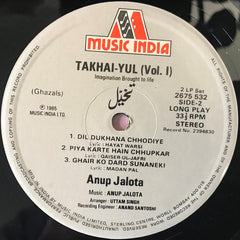 MUSIC INDIA
TAKHAI-YUL (Vol. I)
Imagination Brought to life
(Ghazals)
2 LP Set
2675 532
SIDE-2
LONG PLAY
33⅓ RPM
STEREO
Record No. 2394830
تخیّل
℗ 1985
MUSIC INDIA LTD.
1. DIL DUKHANA CHHODIYE
Lyric : HAYAT WARSI
2. PIYA KARTE HAIN CHHUPKAR
Lyric : QAISER UL-JAFRI
3. GHAIR KO DARD SUNANEKI
Lyric : MADAN PAL
Anup Jalota
Music : ANUP JALOTA
Arranger : UTTAM SINGH
Recording Engineer : ANAND SANTOSHI